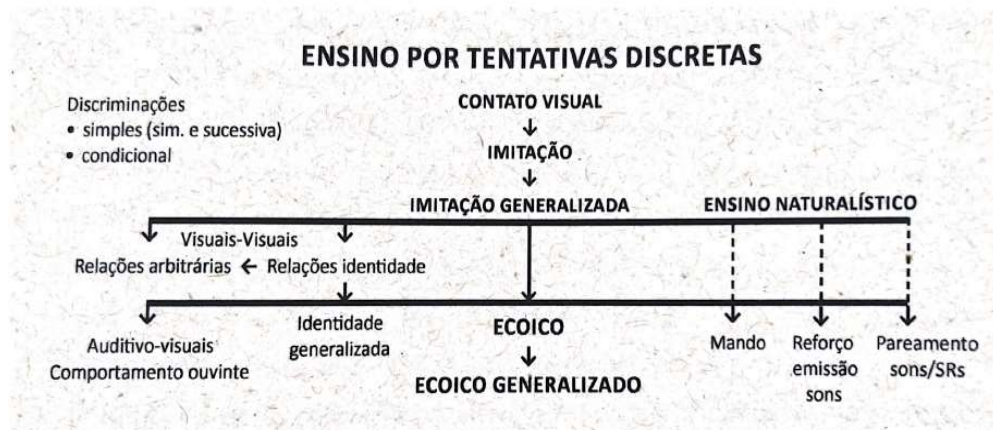 ENSINO POR TENTATIVAS DISCRETAS
Discriminações
• simples (sim. e sucessiva)
• condicional
CONTATO VISUAL
↓
IMITAÇÃO
↓
IMITAÇÃO GENERALIZADA
ENSINO NATURALÍSTICO
Visuais-Visuais
Relações arbitrárias ← Relações identidade
Auditivo-visuais
Comportamento ouvinte
Identidade
generalizada
ECOICO
↓
ECOICO GENERALIZADO
Mando
Reforço
emissão
sons
Pareamento
sons/SRs